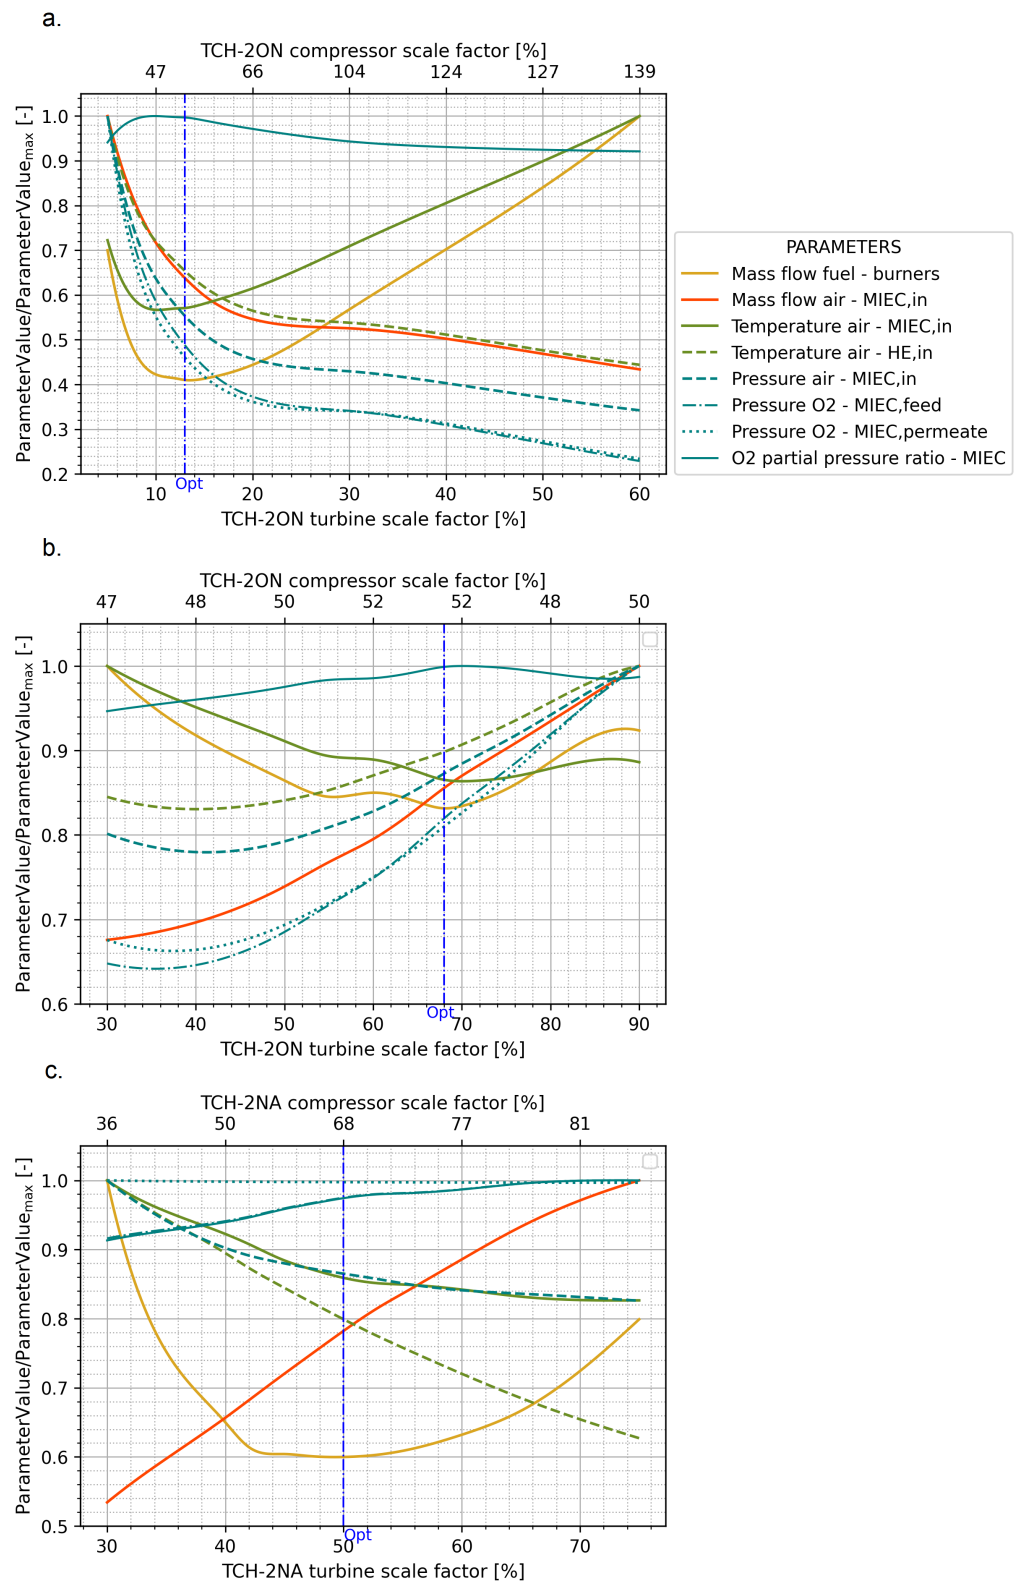 a.
TCH-2ON compressor scale factor [%]
47 66 104 124 127 139
ParameterValue/ParameterValue_max [-]
1.0
0.9
0.8
0.7
0.6
0.5
0.4
0.3
0.2
Opt
10 20 30 40 50 60
TCH-2ON turbine scale factor [%]
PARAMETERS
Mass flow fuel - burners
Mass flow air - MIEC,in
Temperature air - MIEC,in
Temperature air - HE,in
Pressure air - MIEC,in
Pressure O2 - MIEC,feed
Pressure O2 - MIEC,permeate
O2 partial pressure ratio - MIEC
b.
TCH-2ON compressor scale factor [%]
47 48 50 52 52 48 50
ParameterValue/ParameterValue_max [-]
1.0
0.9
0.8
0.7
0.6
Opt
30 40 50 60 70 80 90
TCH-2ON turbine scale factor [%]
c.
TCH-2NA compressor scale factor [%]
36 50 68 77 81
ParameterValue/ParameterValue_max [-]
1.0
0.9
0.8
0.7
0.6
0.5
Opt
30 40 50 60 70
TCH-2NA turbine scale factor [%]